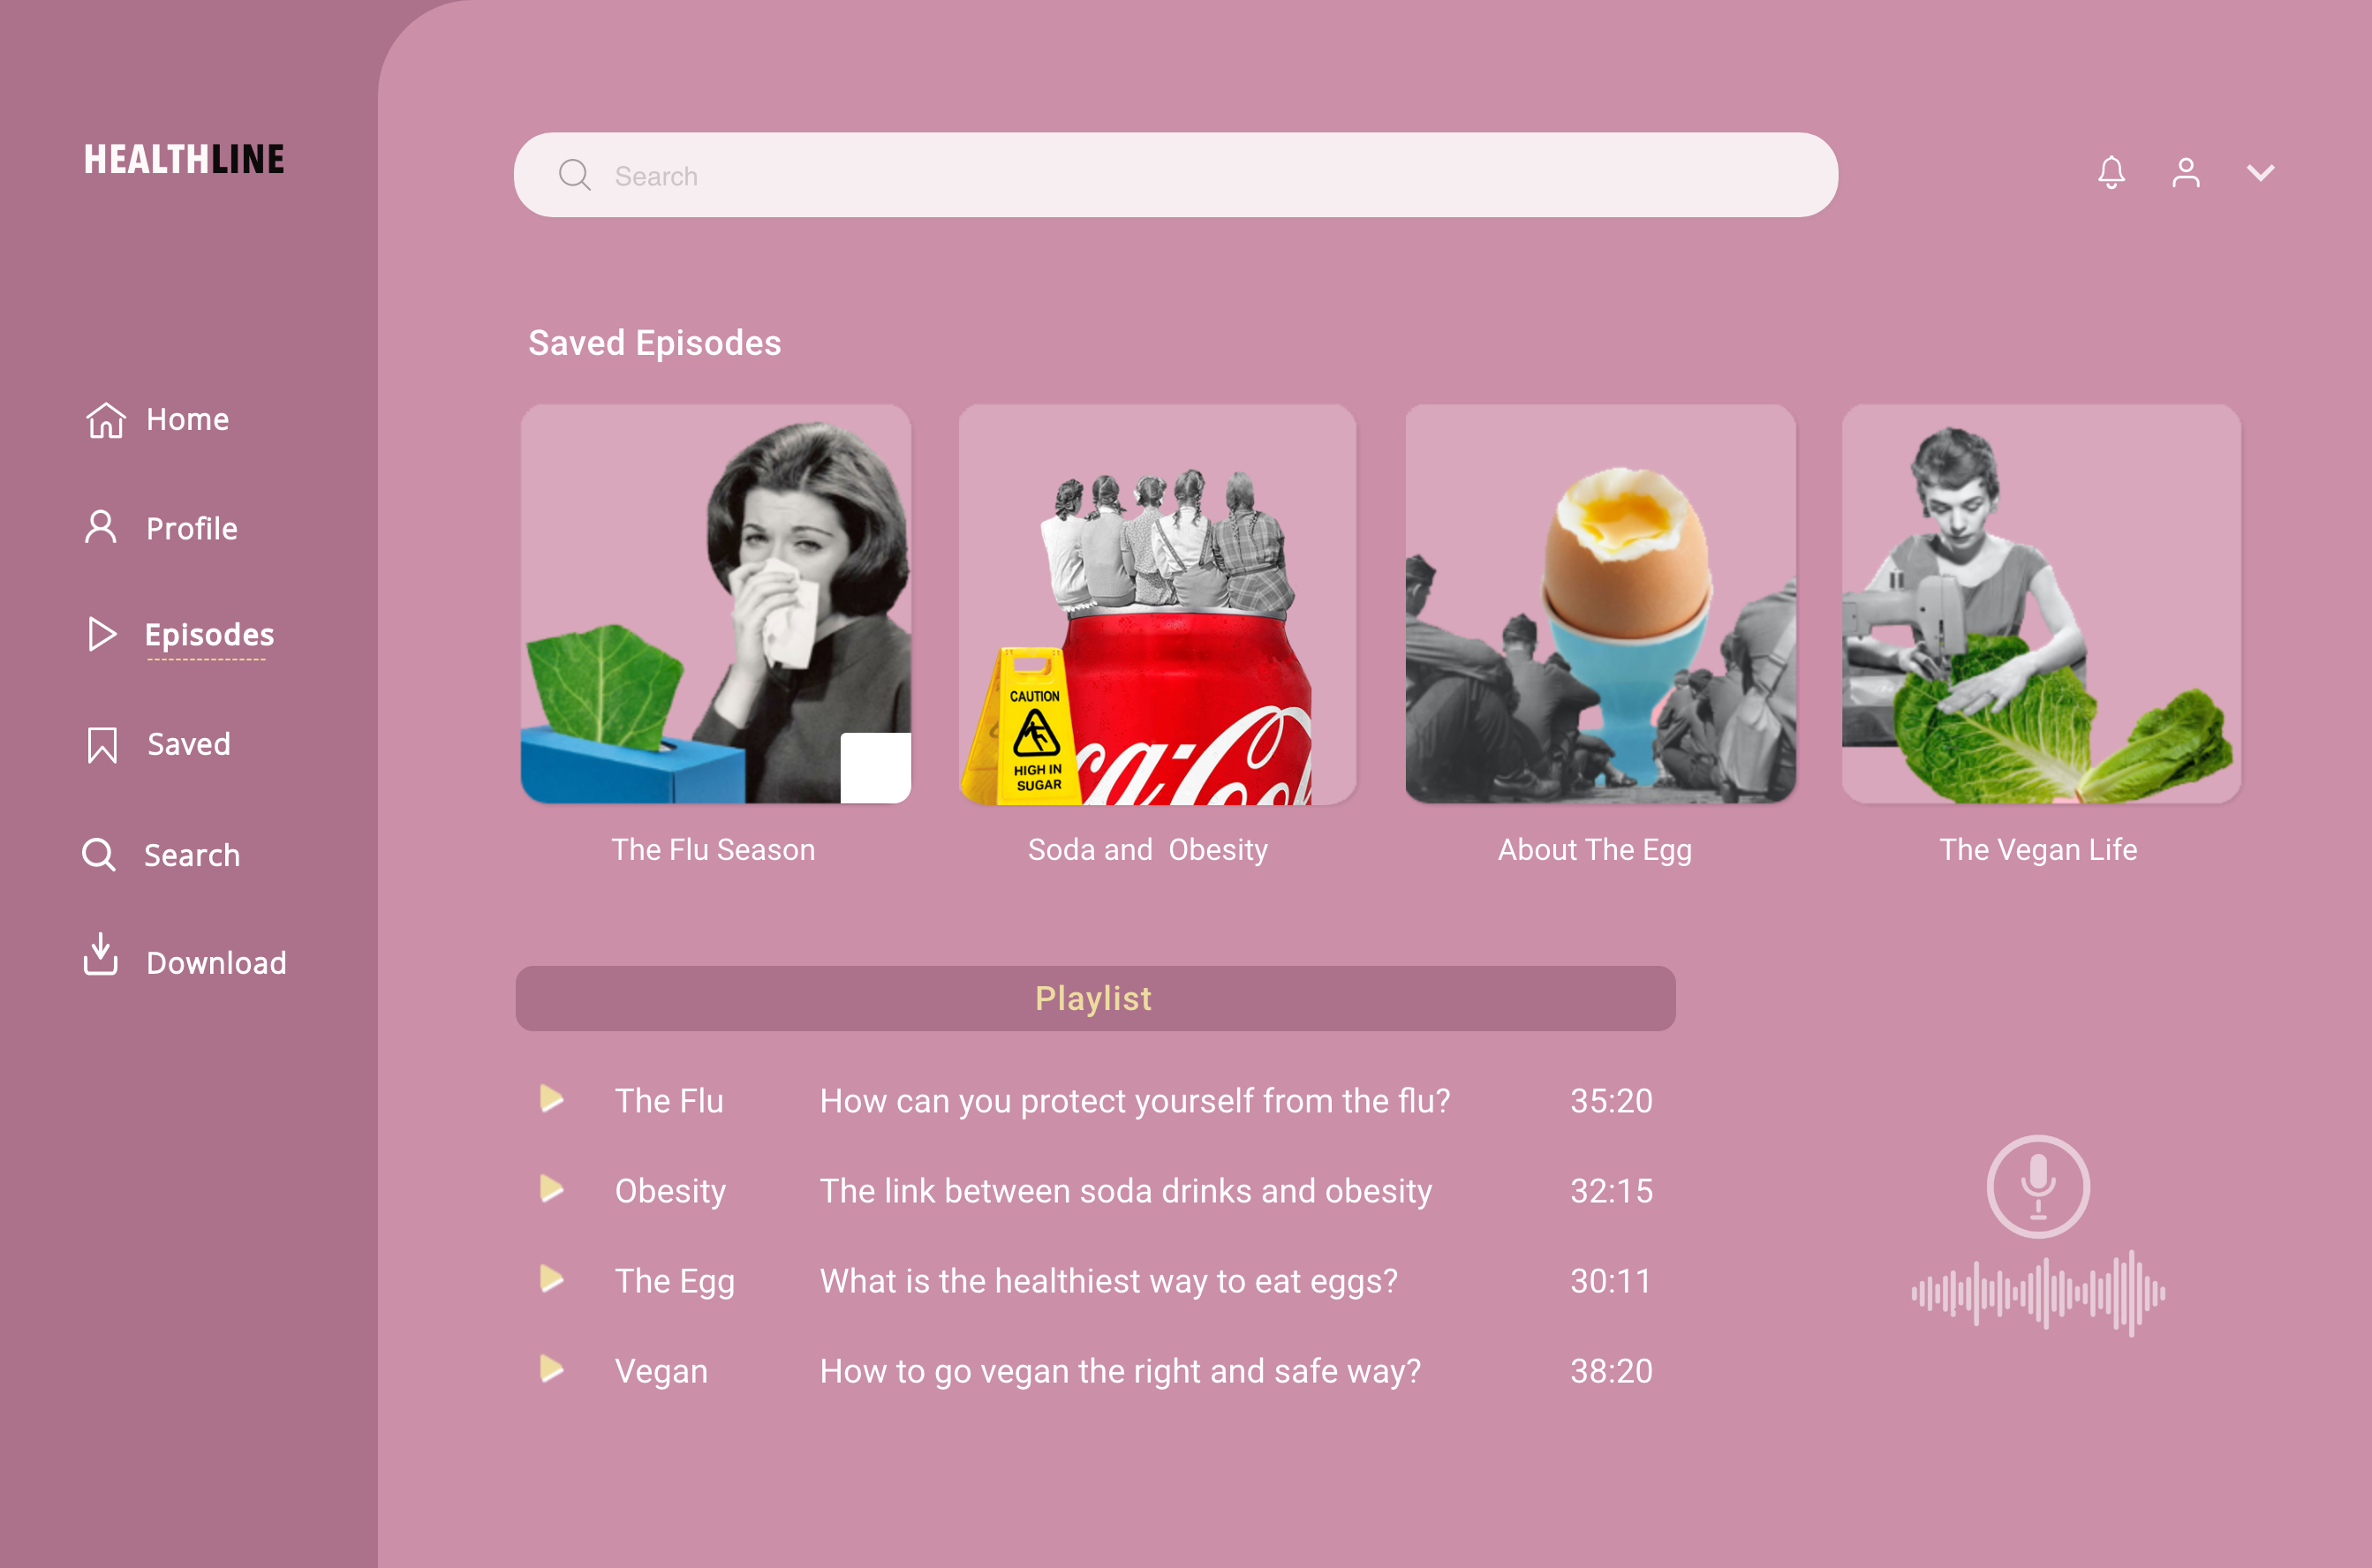 HEALTHLINE
Search
Home
Profile
Episodes
Saved
Search
Download
Saved Episodes
CAUTION
HIGH IN
SUGAR
The Flu Season
Soda and  Obesity
About The Egg
The Vegan Life
Playlist
The Flu How can you protect yourself from the flu? 35:20
Obesity The link between soda drinks and obesity 32:15
The Egg What is the healthiest way to eat eggs? 30:11
Vegan How to go vegan the right and safe way? 38:20